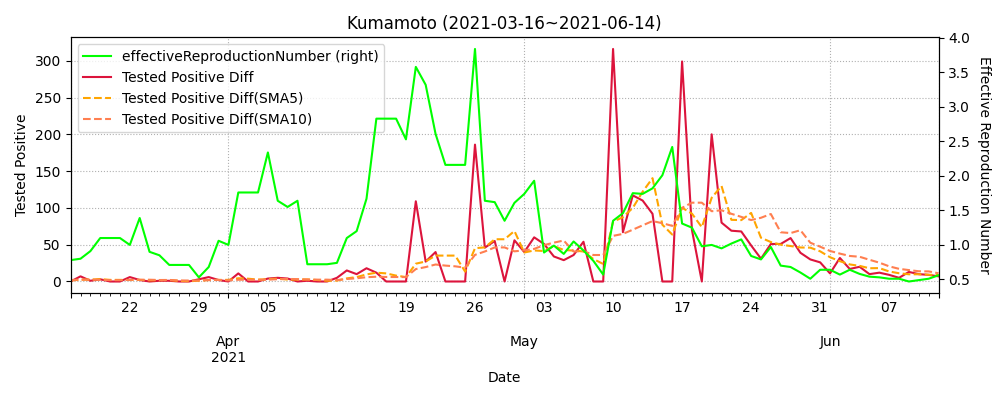 Kumamoto (2021-03-16~2021-06-14)
effectiveReproductionNumber (right)
Tested Positive Diff
Tested Positive Diff(SMA5)
Tested Positive Diff(SMA10)
Tested Positive
300
250
200
150
100
50
0
4.0
3.5
3.0
2.5
2.0
1.5
1.0
0.5
Effective Reproduction Number
22 29 05 12 19 26 03 10 17 24 31 07
Apr May Jun
2021
Date